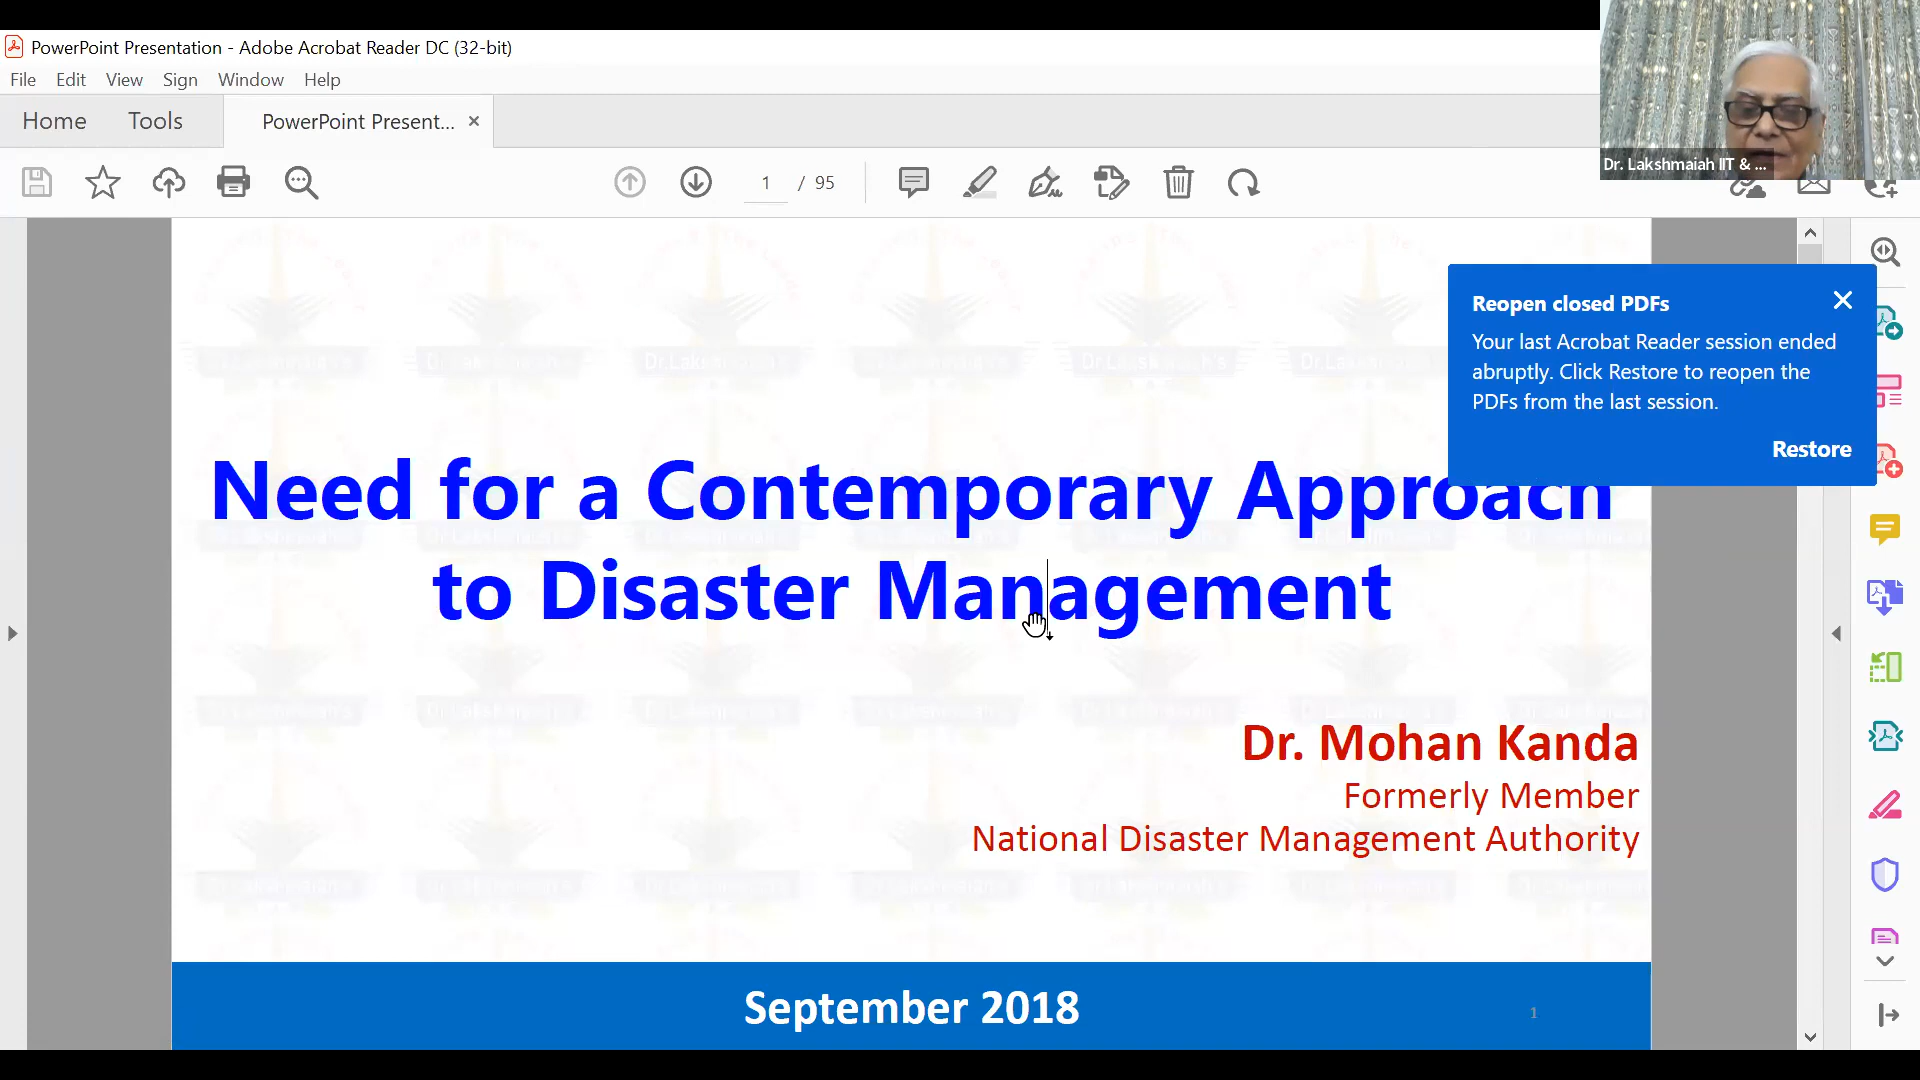 PowerPoint Presentation - Adobe Acrobat Reader DC (32-bit)
File Edit View Sign Window Help
Home Tools PowerPoint Present...
1 / 95
Dr. Lakshmaiah IIT & ...
Reopen closed PDFs
Your last Acrobat Reader session ended
abruptly. Click Restore to reopen the
PDFs from the last session.
Restore
Need for a Contemporary Approach
to Disaster Management
Dr. Mohan Kanda
Formerly Member
National Disaster Management Authority
September 2018
1